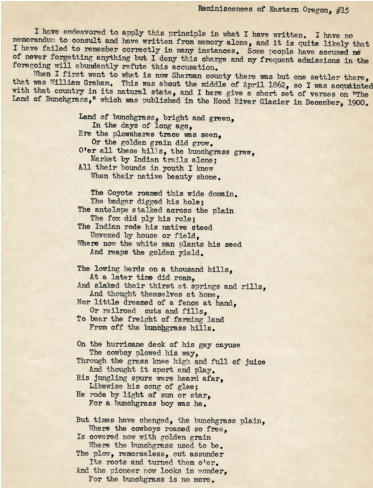 Reminiscences of Eastern Oregon, #15
I have endeavored to apply this principle in what I have written. I have no
memorandum to consult and have written from memory alone, and it is quite likely that
I have failed to remember correctly in many instances. Some people have accused me
of never forgetting anything but I deny this charge and my frequent admissions in the
foregoing will abundantly refute this accusation.
When I first went to what is now Sherman county there was but one settler there,
that was William Graham. This was about the middle of April 1862, so I was acquainted
with that country in its natural state, and I here give a short set of verses on "The
Land of Bunchgrass," which was published in the Hood River Glacier in December, 1900.
Land of bunchgrass, bright and green,
In the days of long ago,
Ere the plowshares trace was seen,
Or the golden grain did grow.
O'er all these hills, the bunchgrass grew,
Market by Indian trails alone;
All their bounds in youth I knew
When their native beauty shone.
The Coyote roamed this wide domain.
The badger digged his hole;
The antelope stalked across the plain
The fox did ply his role;
The Indian rode his native steed
Unvexed by house or field,
Where now the white man plants his seed
And reaps the golden yield.
The lowing herds on a thousand hills,
At a later time did roam,
And slaked their thirst at springs and rills,
And thought themselves at home,
Nor little dreamed of a fence at hand,
Or railroad cuts and fills,
To bear the freight of farming land
From off the bunchgrass hills.
On the hurricane deck of his gay cayuse
The cowboy plowed his way,
Through the grass knee high and full of juice
And thought it sport and play.
His jungling spurs were heard afar,
Likewise his song of glee;
He rode by light of sun or star,
For a bunchgrass boy was he.
But times have changed, the bunchgrass plain,
Where the cowboys roamed so free,
Is covered now with golden grain
Where the bunchgrass used to be.
The plow, remorseless, cut assunder
Its roots and turned them o'er.
And the pioneer now looks in wonder,
For the bunchgrass is no more.